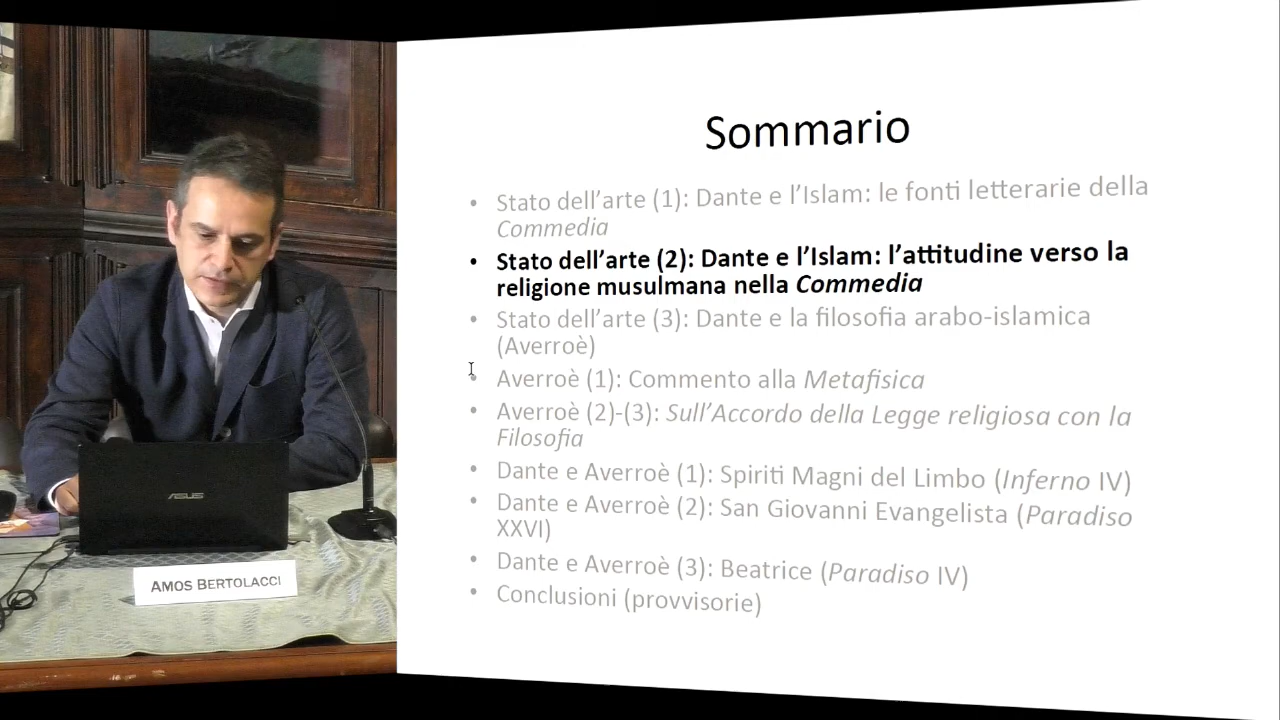 Sommario
• Stato dell’arte (1): Dante e l’Islam: le fonti letterarie della
Commedia
• Stato dell’arte (2): Dante e l’Islam: l’attitudine verso la
religione musulmana nella Commedia
• Stato dell’arte (3): Dante e la filosofia arabo-islamica
(Averroè)
• Averroè (1): Commento alla Metafisica
• Averroè (2)-(3): Sull’Accordo della Legge religiosa con la
Filosofia
• Dante e Averroè (1): Spiriti Magni del Limbo (Inferno IV)
• Dante e Averroè (2): San Giovanni Evangelista (Paradiso
XXVI)
• Dante e Averroè (3): Beatrice (Paradiso IV)
• Conclusioni (provvisorie)
ASUS
AMOS BERTOLACCI